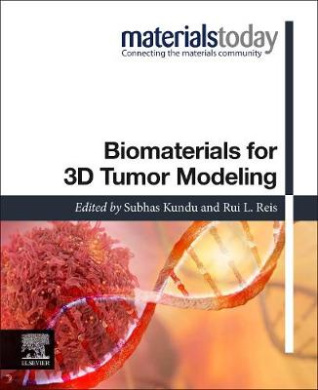 materialstoday
Connecting the materials community
Biomaterials for
3D Tumor Modeling
Edited by Subhas Kundu and Rui L. Reis
ELSEVIER